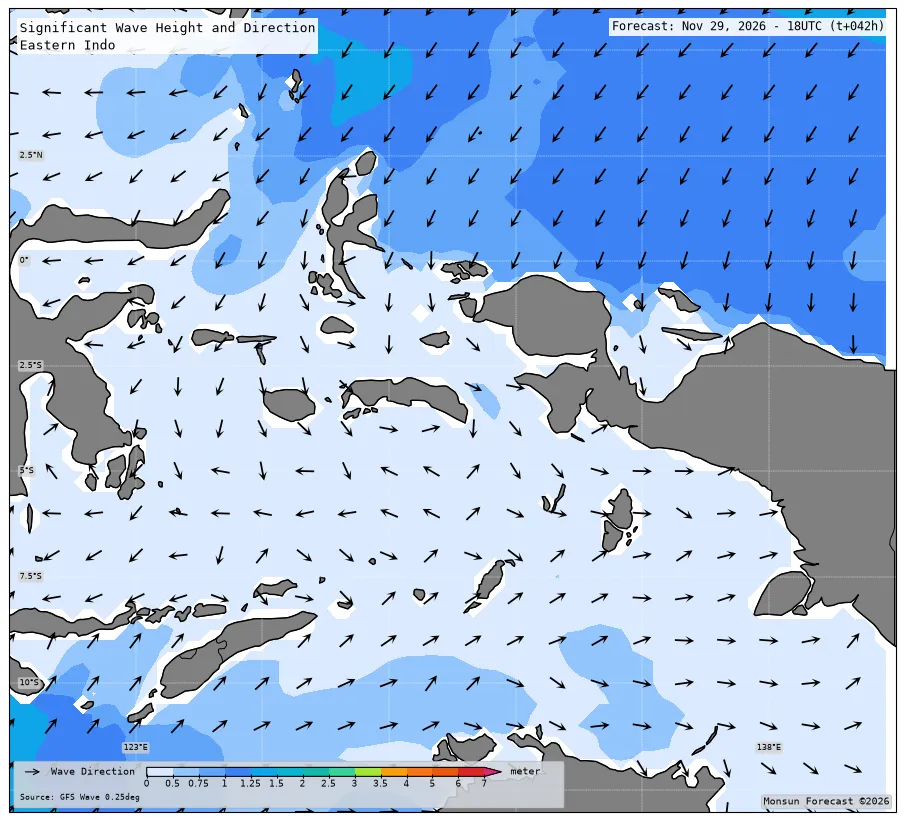 Significant Wave Height and Direction
Eastern Indo
Forecast: Nov 29, 2026 - 18UTC (t+042h)
2.5°N
0°
2.5°S
5°S
7.5°S
10°S
123°E
138°E
Wave Direction
meter
0 0.5 0.75 1 1.25 1.5 2 2.5 3 3.5 4 5 6 7
Source: GFS Wave 0.25deg
Monsun Forecast ©2026